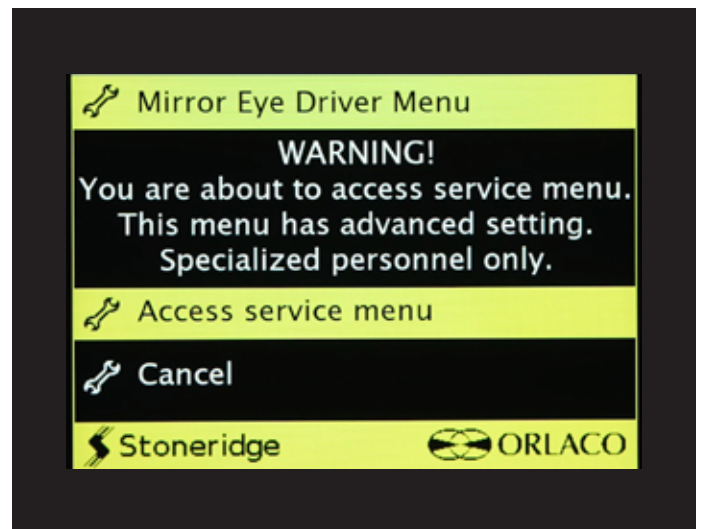 Mirror Eye Driver Menu
WARNING!
You are about to access service menu.
This menu has advanced setting.
Specialized personnel only.
Access service menu
Cancel
Stoneridge ORLACO